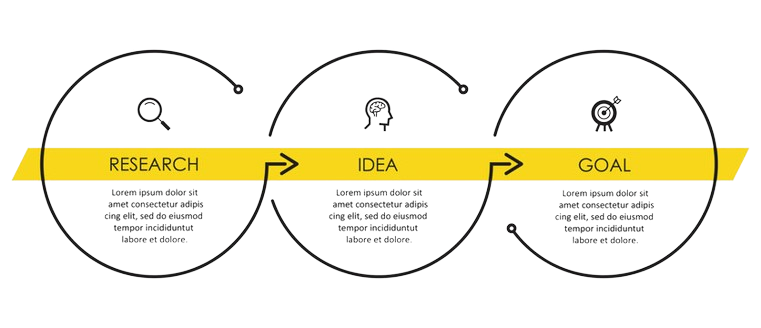 RESEARCH
Lorem ipsum dolor sit
amet consectetur adipis
cing elit, sed do eiusmod
tempor incididuntut
labore et dolore.
IDEA
Lorem ipsum dolor sit
amet consectetur adipis
cing elit, sed do eiusmod
tempor incididuntut
labore et dolore.
GOAL
Lorem ipsum dolor sit
amet consectetur adipis
cing elit, sed do eiusmod
tempor incididuntut
labore et dolore.